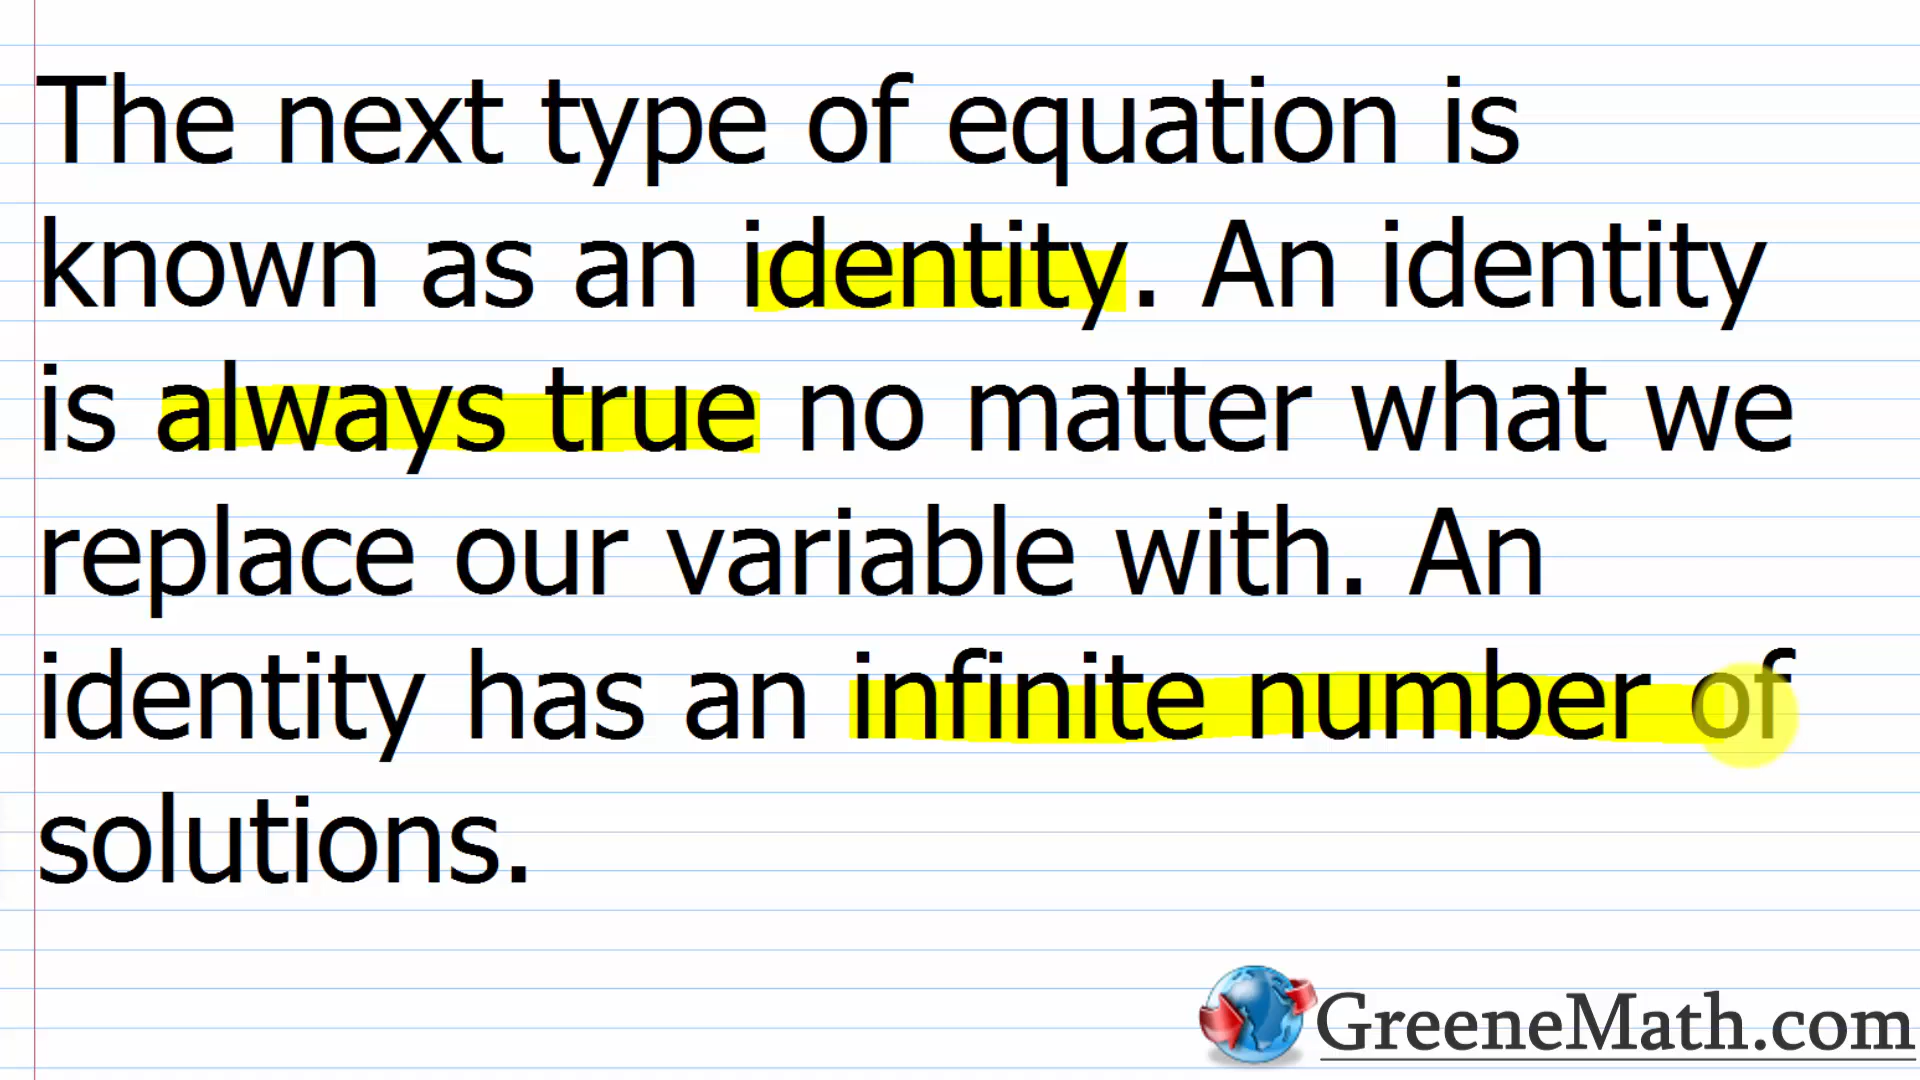 The next type of equation is
known as an identity. An identity
is always true no matter what we
replace our variable with. An
identity has an infinite number of
solutions.
GreeneMath.com